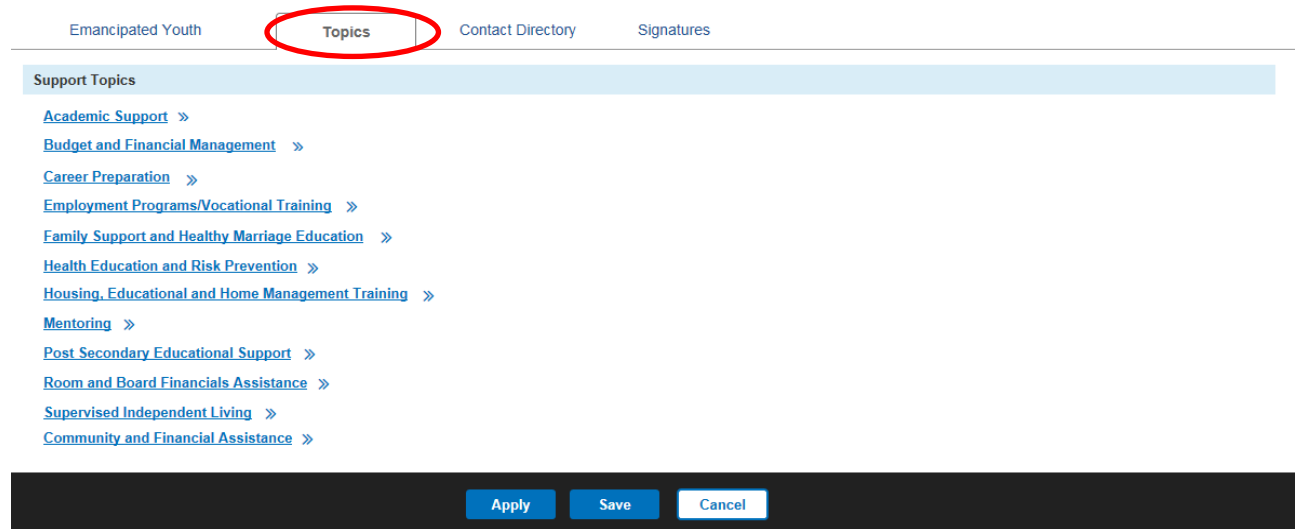 Emancipated Youth Topics Contact Directory Signatures
Support Topics
Academic Support »
Budget and Financial Management »
Career Preparation »
Employment Programs/Vocational Training »
Family Support and Healthy Marriage Education »
Health Education and Risk Prevention »
Housing, Educational and Home Management Training »
Mentoring »
Post Secondary Educational Support »
Room and Board Financials Assistance »
Supervised Independent Living »
Community and Financial Assistance »
Apply Save Cancel